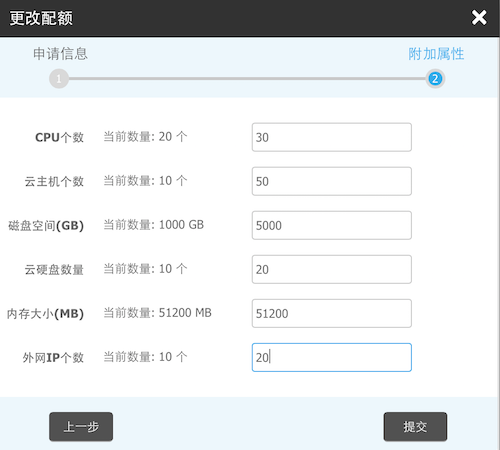 更改配额
申请信息 附加属性
1 2
CPU个数 当前数量: 20 个 30
云主机个数 当前数量: 10 个 50
磁盘空间(GB) 当前数量: 1000 GB 5000
云硬盘数量 当前数量: 10 个 20
内存大小(MB) 当前数量: 51200 MB 51200
外网IP个数 当前数量: 10 个 20
上一步 提交